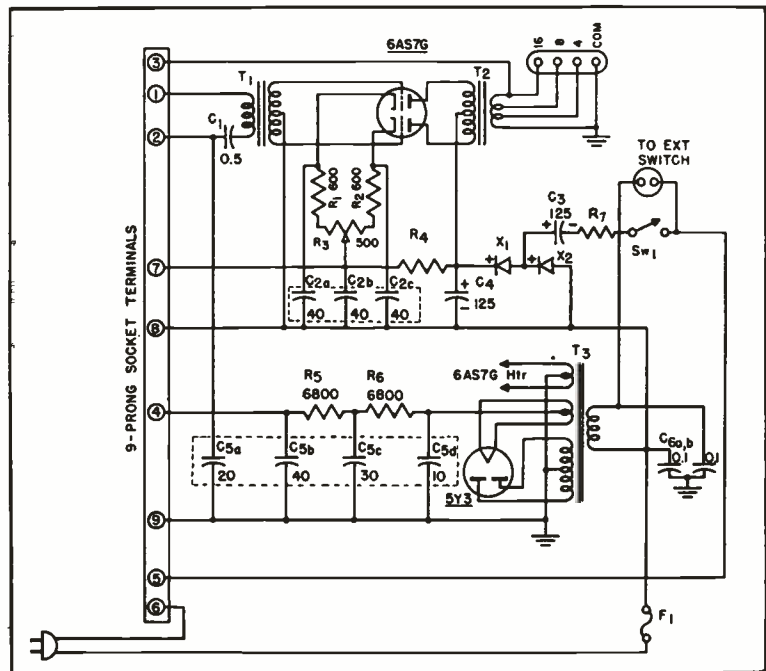 6AS7G
16
8
4
COM
9-PRONG SOCKET TERMINALS
3
1
2
7
8
4
9
5
6
T1
T2
C1
0.5
R1 600
R2 600
R3
500
R4
C2a
40
C2b
40
C2c
40
+
C4
- 125
+ X1
+ X2
C3
+ 125 -
R7
Sw1
TO EXT
SWITCH
R5
6800
R6
6800
C5a
20
C5b
40
C5c
30
C5d
10
6AS7G Htr
T3
5Y3
C6a,b
0.1
0.1
F1